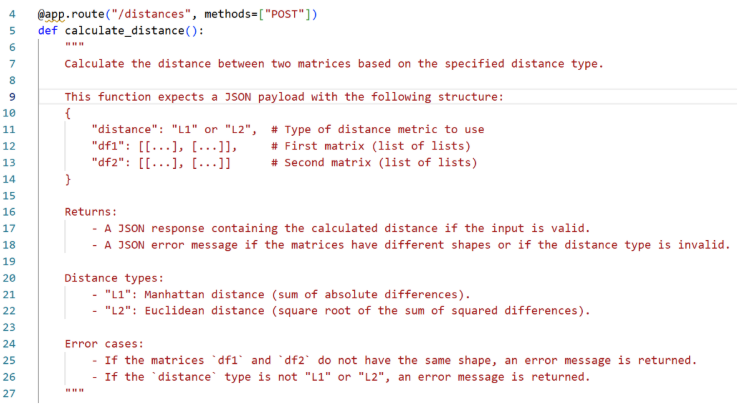 4 @app.route("/distances", methods=["POST"])
5 def calculate_distance():
6 """
7 Calculate the distance between two matrices based on the specified distance type.
8
9 This function expects a JSON payload with the following structure:
10 {
11 "distance": "L1" or "L2",  # Type of distance metric to use
12 "df1": [[...], [...]],     # First matrix (list of lists)
13 "df2": [[...], [...]]      # Second matrix (list of lists)
14 }
15
16 Returns:
17 - A JSON response containing the calculated distance if the input is valid.
18 - A JSON error message if the matrices have different shapes or if the distance type is invalid.
19
20 Distance types:
21 - "L1": Manhattan distance (sum of absolute differences).
22 - "L2": Euclidean distance (square root of the sum of squared differences).
23
24 Error cases:
25 - If the matrices `df1` and `df2` do not have the same shape, an error message is returned.
26 - If the `distance` type is not "L1" or "L2", an error message is returned.
27 """